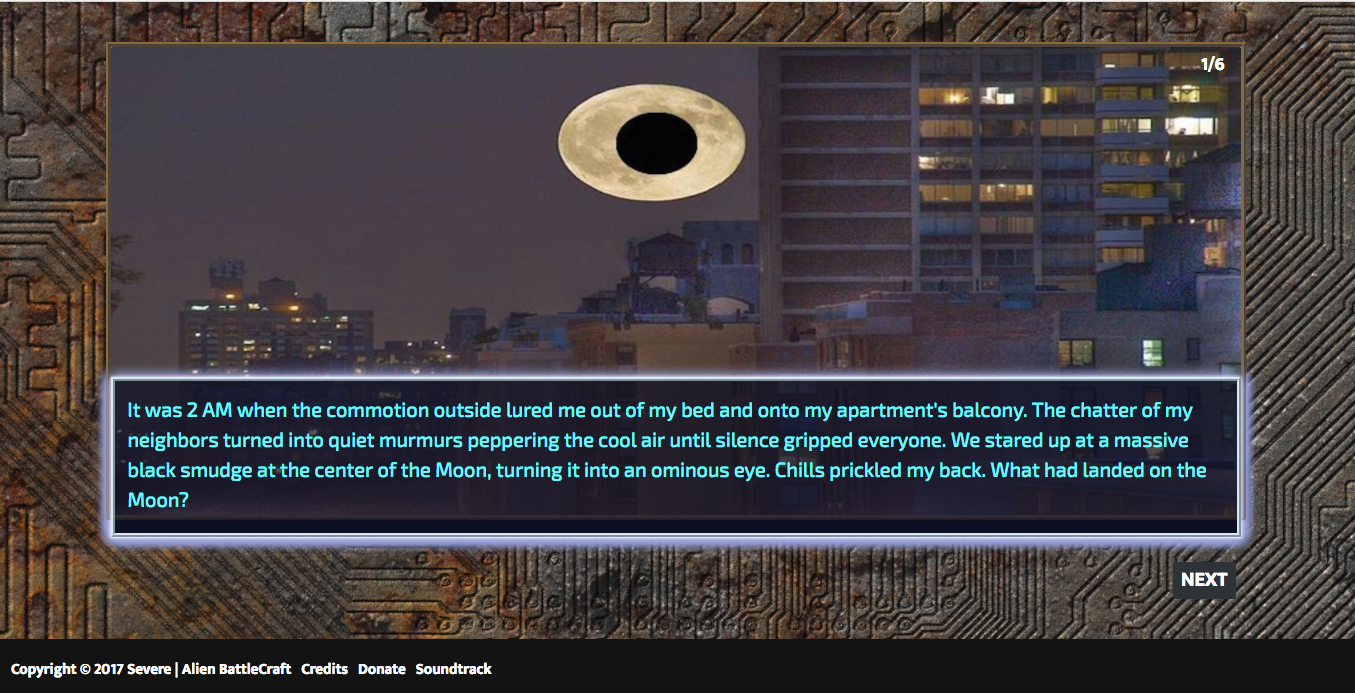 1/6
It was 2 AM when the commotion outside lured me out of my bed and onto my apartment's balcony. The chatter of my
neighbors turned into quiet murmurs peppering the cool air until silence gripped everyone. We stared up at a massive
black smudge at the center of the Moon, turning it into an ominous eye. Chills prickled my back. What had landed on the
Moon?
NEXT
Copyright © 2017 Severe | Alien BattleCraft Credits Donate Soundtrack